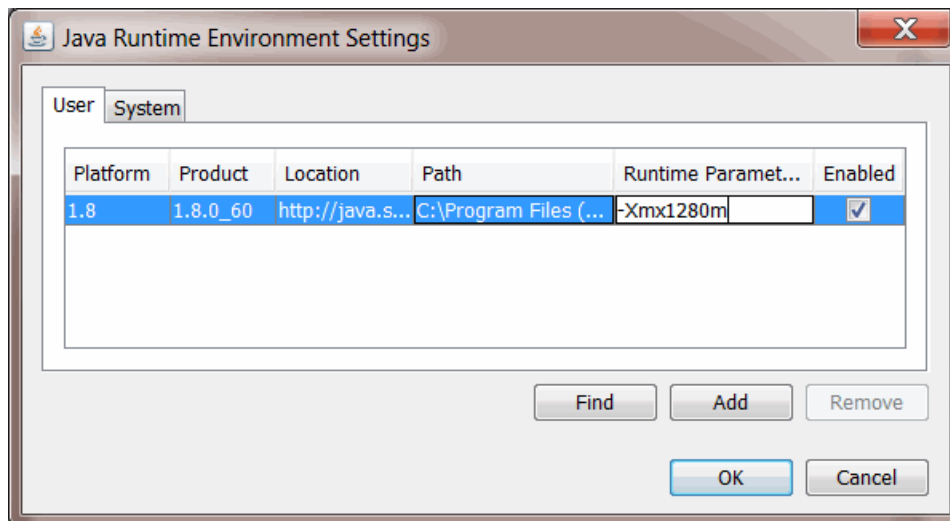 Java Runtime Environment Settings
User System
Platform Product Location Path Runtime Paramet... Enabled
1.8 1.8.0_60 http://java.s... C:\Program Files (... -Xmx1280m
Find Add Remove
OK Cancel